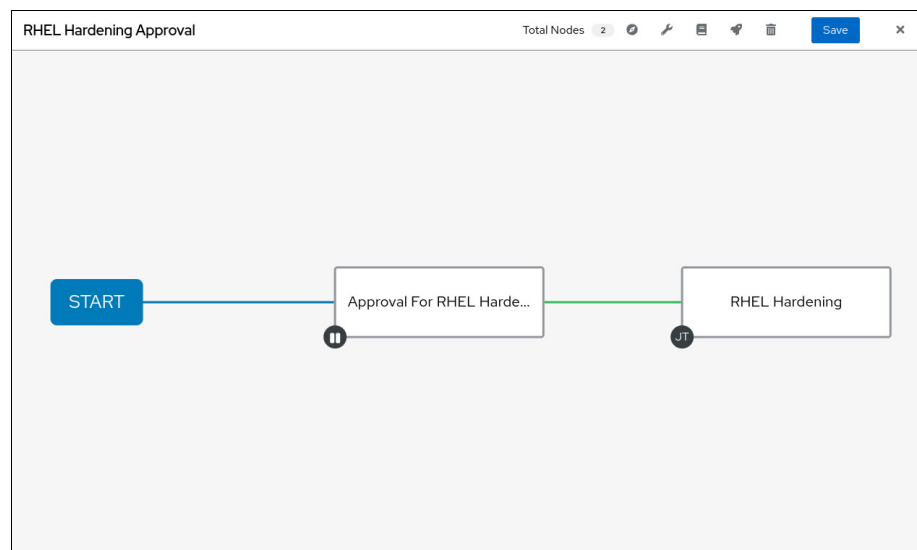 RHEL Hardening Approval
Total Nodes 2
Save
START
Approval For RHEL Harde...
RHEL Hardening
JT